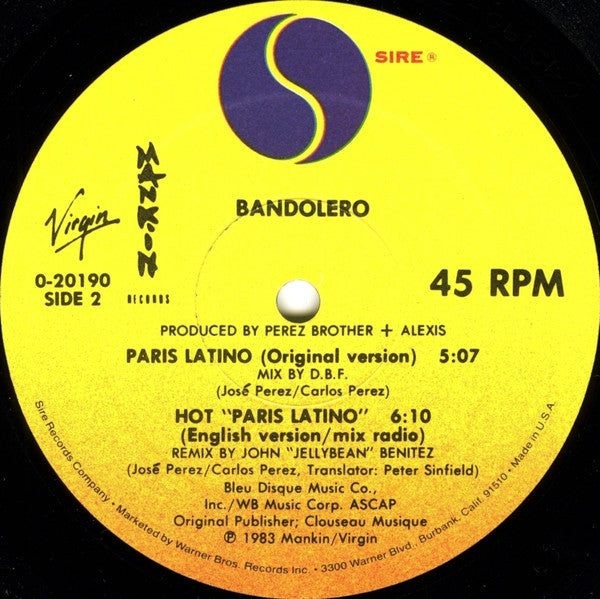 SIRE ®
BANDOLERO
Virgin
MANKIN
RECORDS
0-20190
SIDE 2
45 RPM
PRODUCED BY PEREZ BROTHER + ALEXIS
PARIS LATINO (Original version) 5:07
MIX BY D.B.F.
(José Perez/Carlos Perez)
HOT "PARIS LATINO" 6:10
(English version/mix radio)
REMIX BY JOHN "JELLYBEAN" BENITEZ
(José Perez/Carlos Perez, Translator: Peter Sinfield)
Bleu Disque Music Co.,
Inc./WB Music Corp. ASCAP
Original Publisher; Clouseau Musique
℗ 1983 Mankin/Virgin
Sire Records Company • Marketed by Warner Bros. Records Inc. • 3300 Warner Blvd., Burbank, Calif. 91510 • Made in U.S.A.